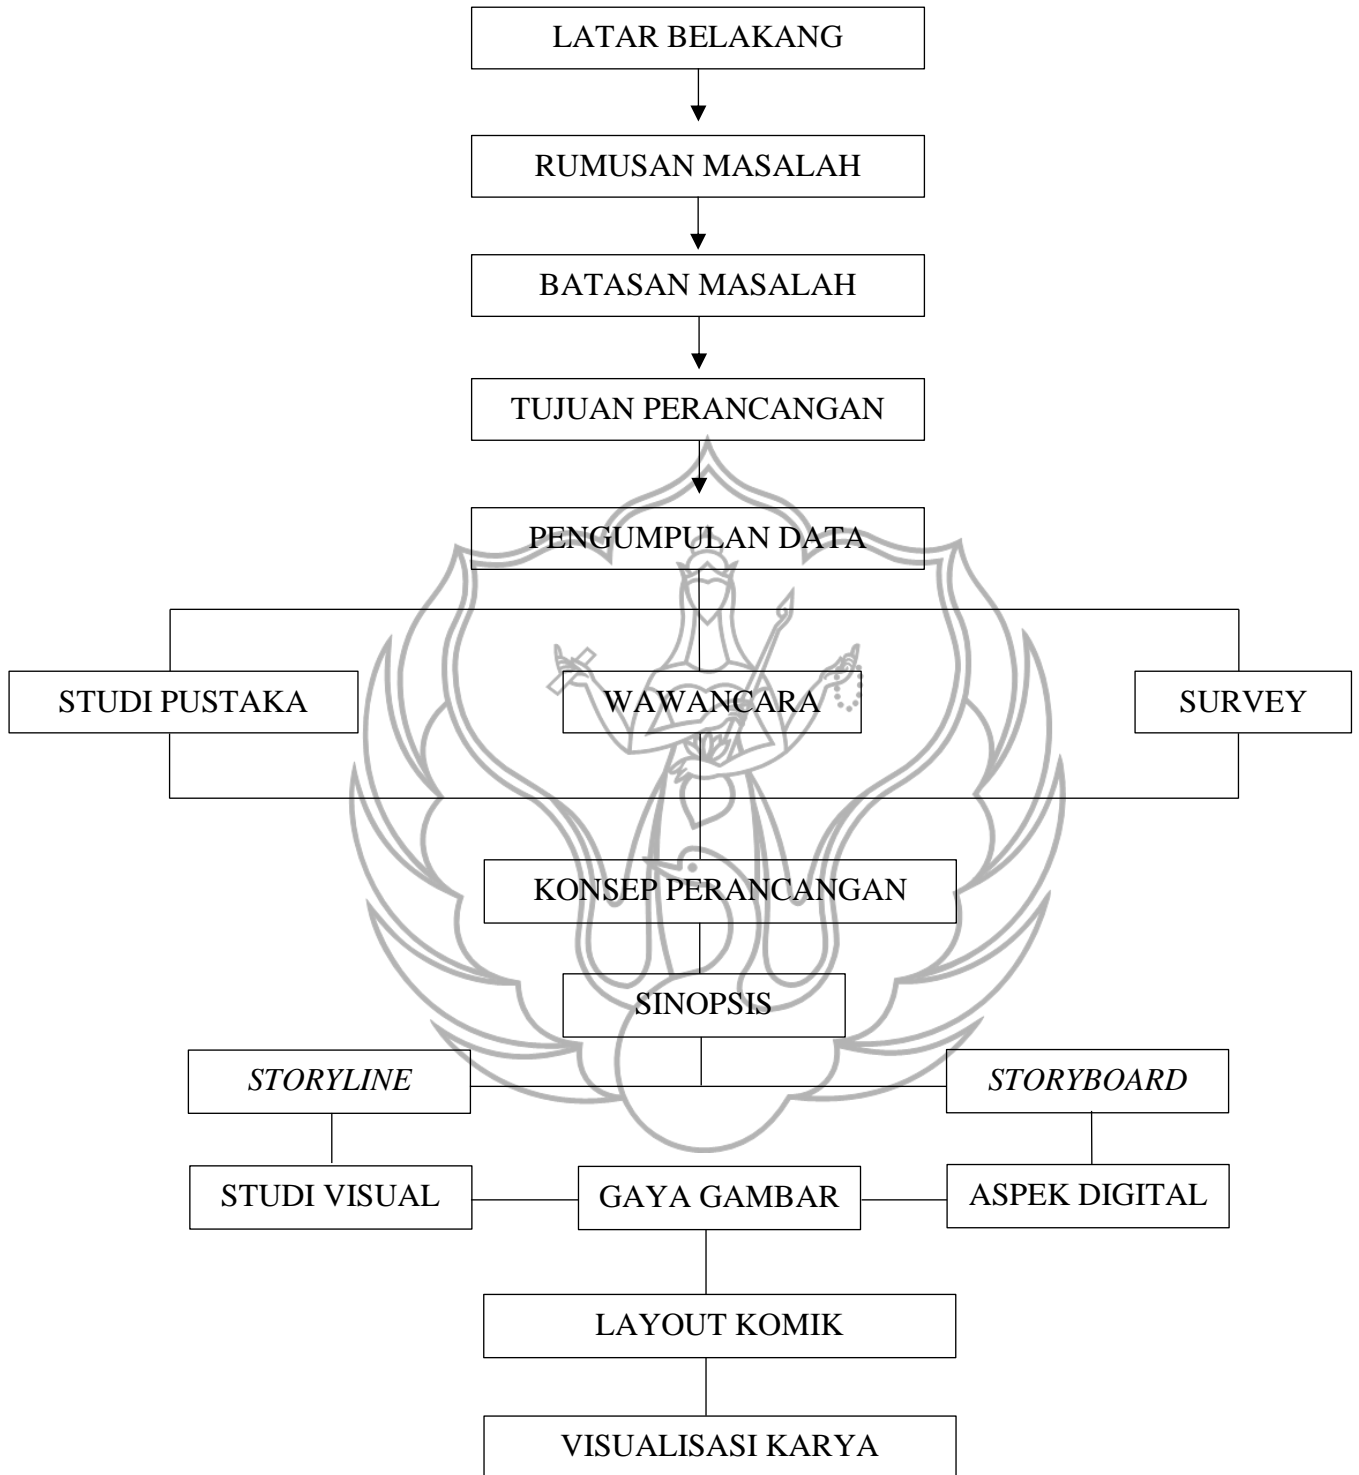 LATAR BELAKANG
RUMUSAN MASALAH
BATASAN MASALAH
TUJUAN PERANCANGAN
PENGUMPULAN DATA
STUDI PUSTAKA
WAWANCARA
SURVEY
KONSEP PERANCANGAN
SINOPSIS
STORYLINE
STORYBOARD
STUDI VISUAL
GAYA GAMBAR
ASPEK DIGITAL
LAYOUT KOMIK
VISUALISASI KARYA